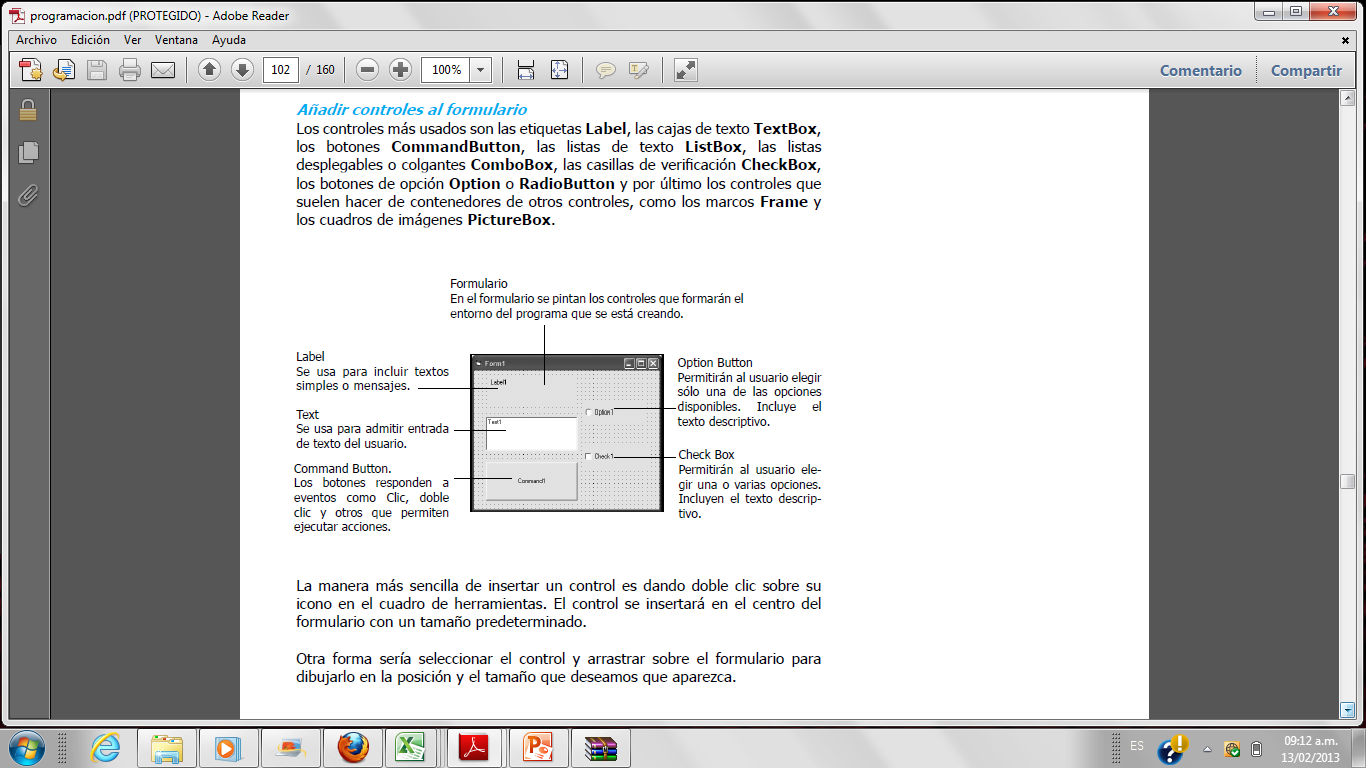 programacion.pdf (PROTEGIDO) - Adobe Reader
Archivo Edición Ver Ventana Ayuda
102 / 160 100% Comentario Compartir
Añadir controles al formulario
Los controles más usados son las etiquetas Label, las cajas de texto TextBox,
los botones CommandButton, las listas de texto ListBox, las listas
desplegables o colgantes ComboBox, las casillas de verificación CheckBox,
los botones de opción Option o RadioButton y por último los controles que
suelen hacer de contenedores de otros controles, como los marcos Frame y
los cuadros de imágenes PictureBox.
Formulario
En el formulario se pintan los controles que formarán el
entorno del programa que se está creando.
Label
Se usa para incluir textos
simples o mensajes.
Text
Se usa para admitir entrada
de texto del usuario.
Command Button.
Los botones responden a
eventos como Clic, doble
clic y otros que permiten
ejecutar acciones.
Form1
Label1
Option1
Text1
Check1
Command1
Option Button
Permitirán al usuario elegir
sólo una de las opciones
disponibles. Incluye el
texto descriptivo.
Check Box
Permitirán al usuario ele-
gir una o varias opciones.
Incluyen el texto descrip-
tivo.
La manera más sencilla de insertar un control es dando doble clic sobre su
icono en el cuadro de herramientas. El control se insertará en el centro del
formulario con un tamaño predeterminado.
Otra forma sería seleccionar el control y arrastrar sobre el formulario para
dibujarlo en la posición y el tamaño que deseamos que aparezca.
ES
09:12 a.m.
13/02/2013